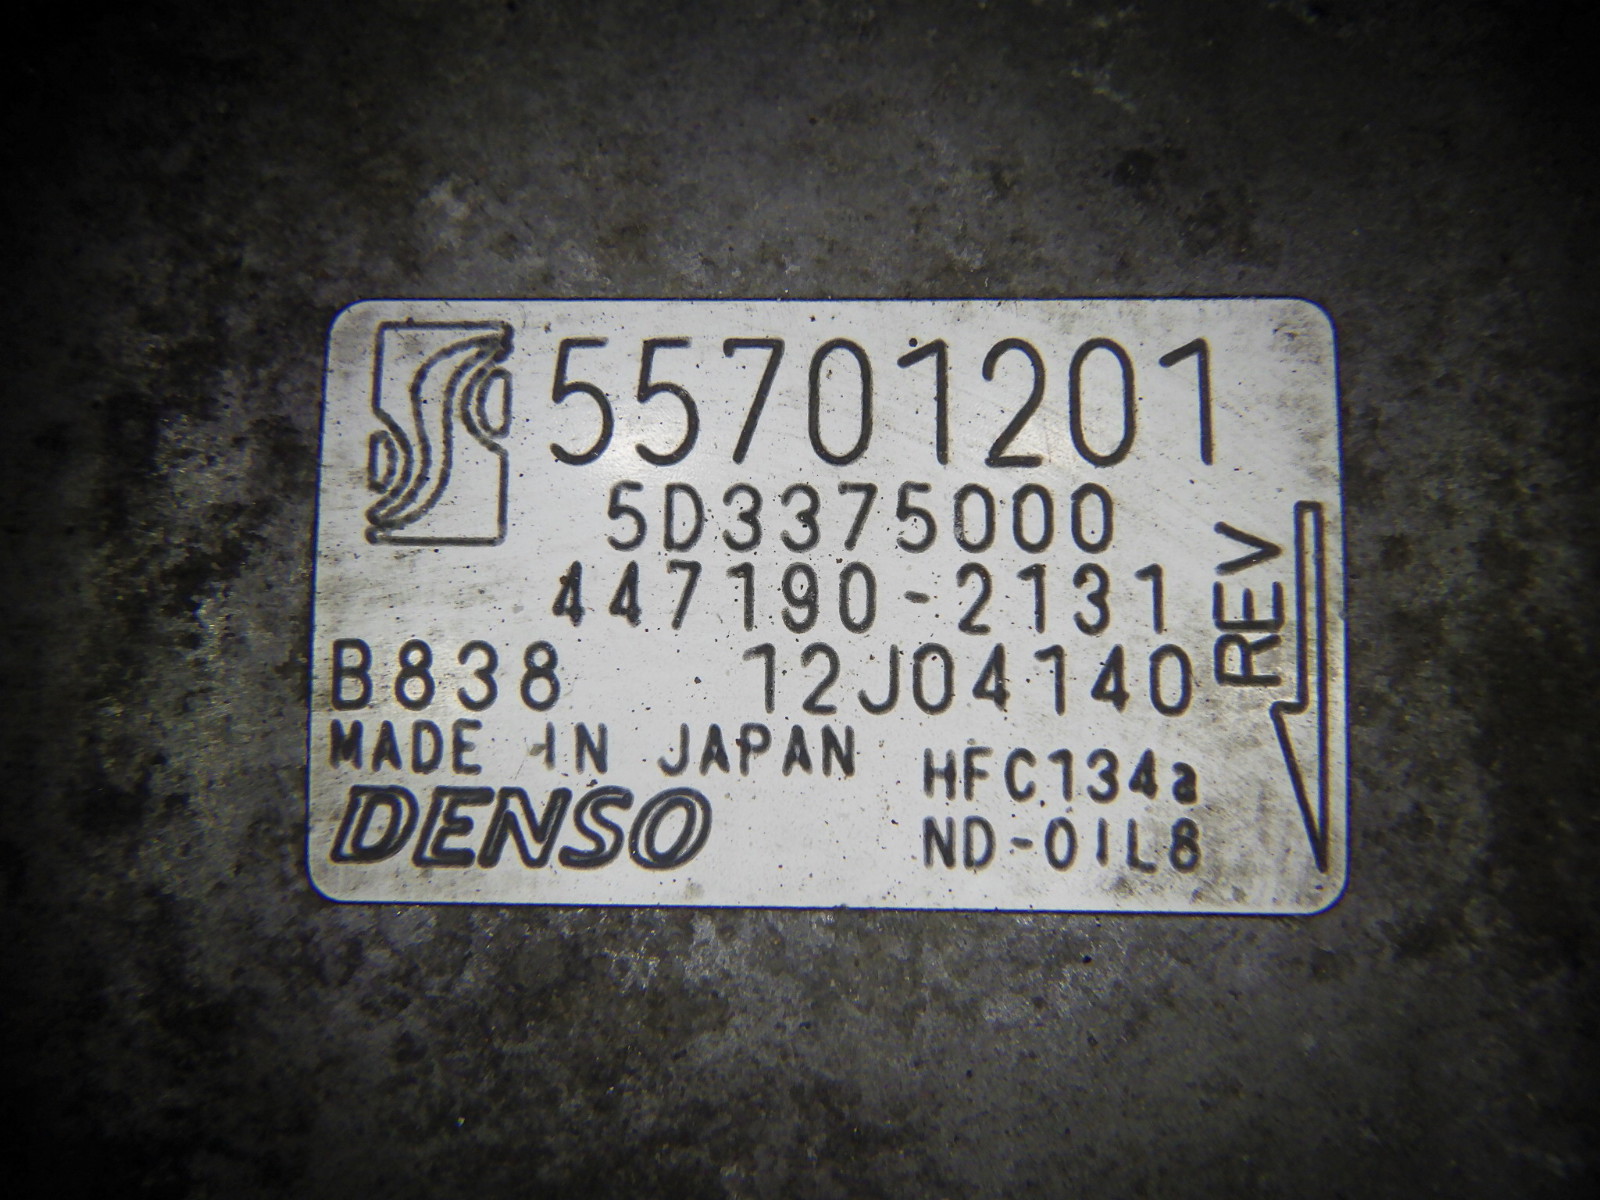 55701201
5D3375000
447190-2131
B838 12J04140
MADE IN JAPAN
HFC134a
DENSO
ND-OIL8
REV